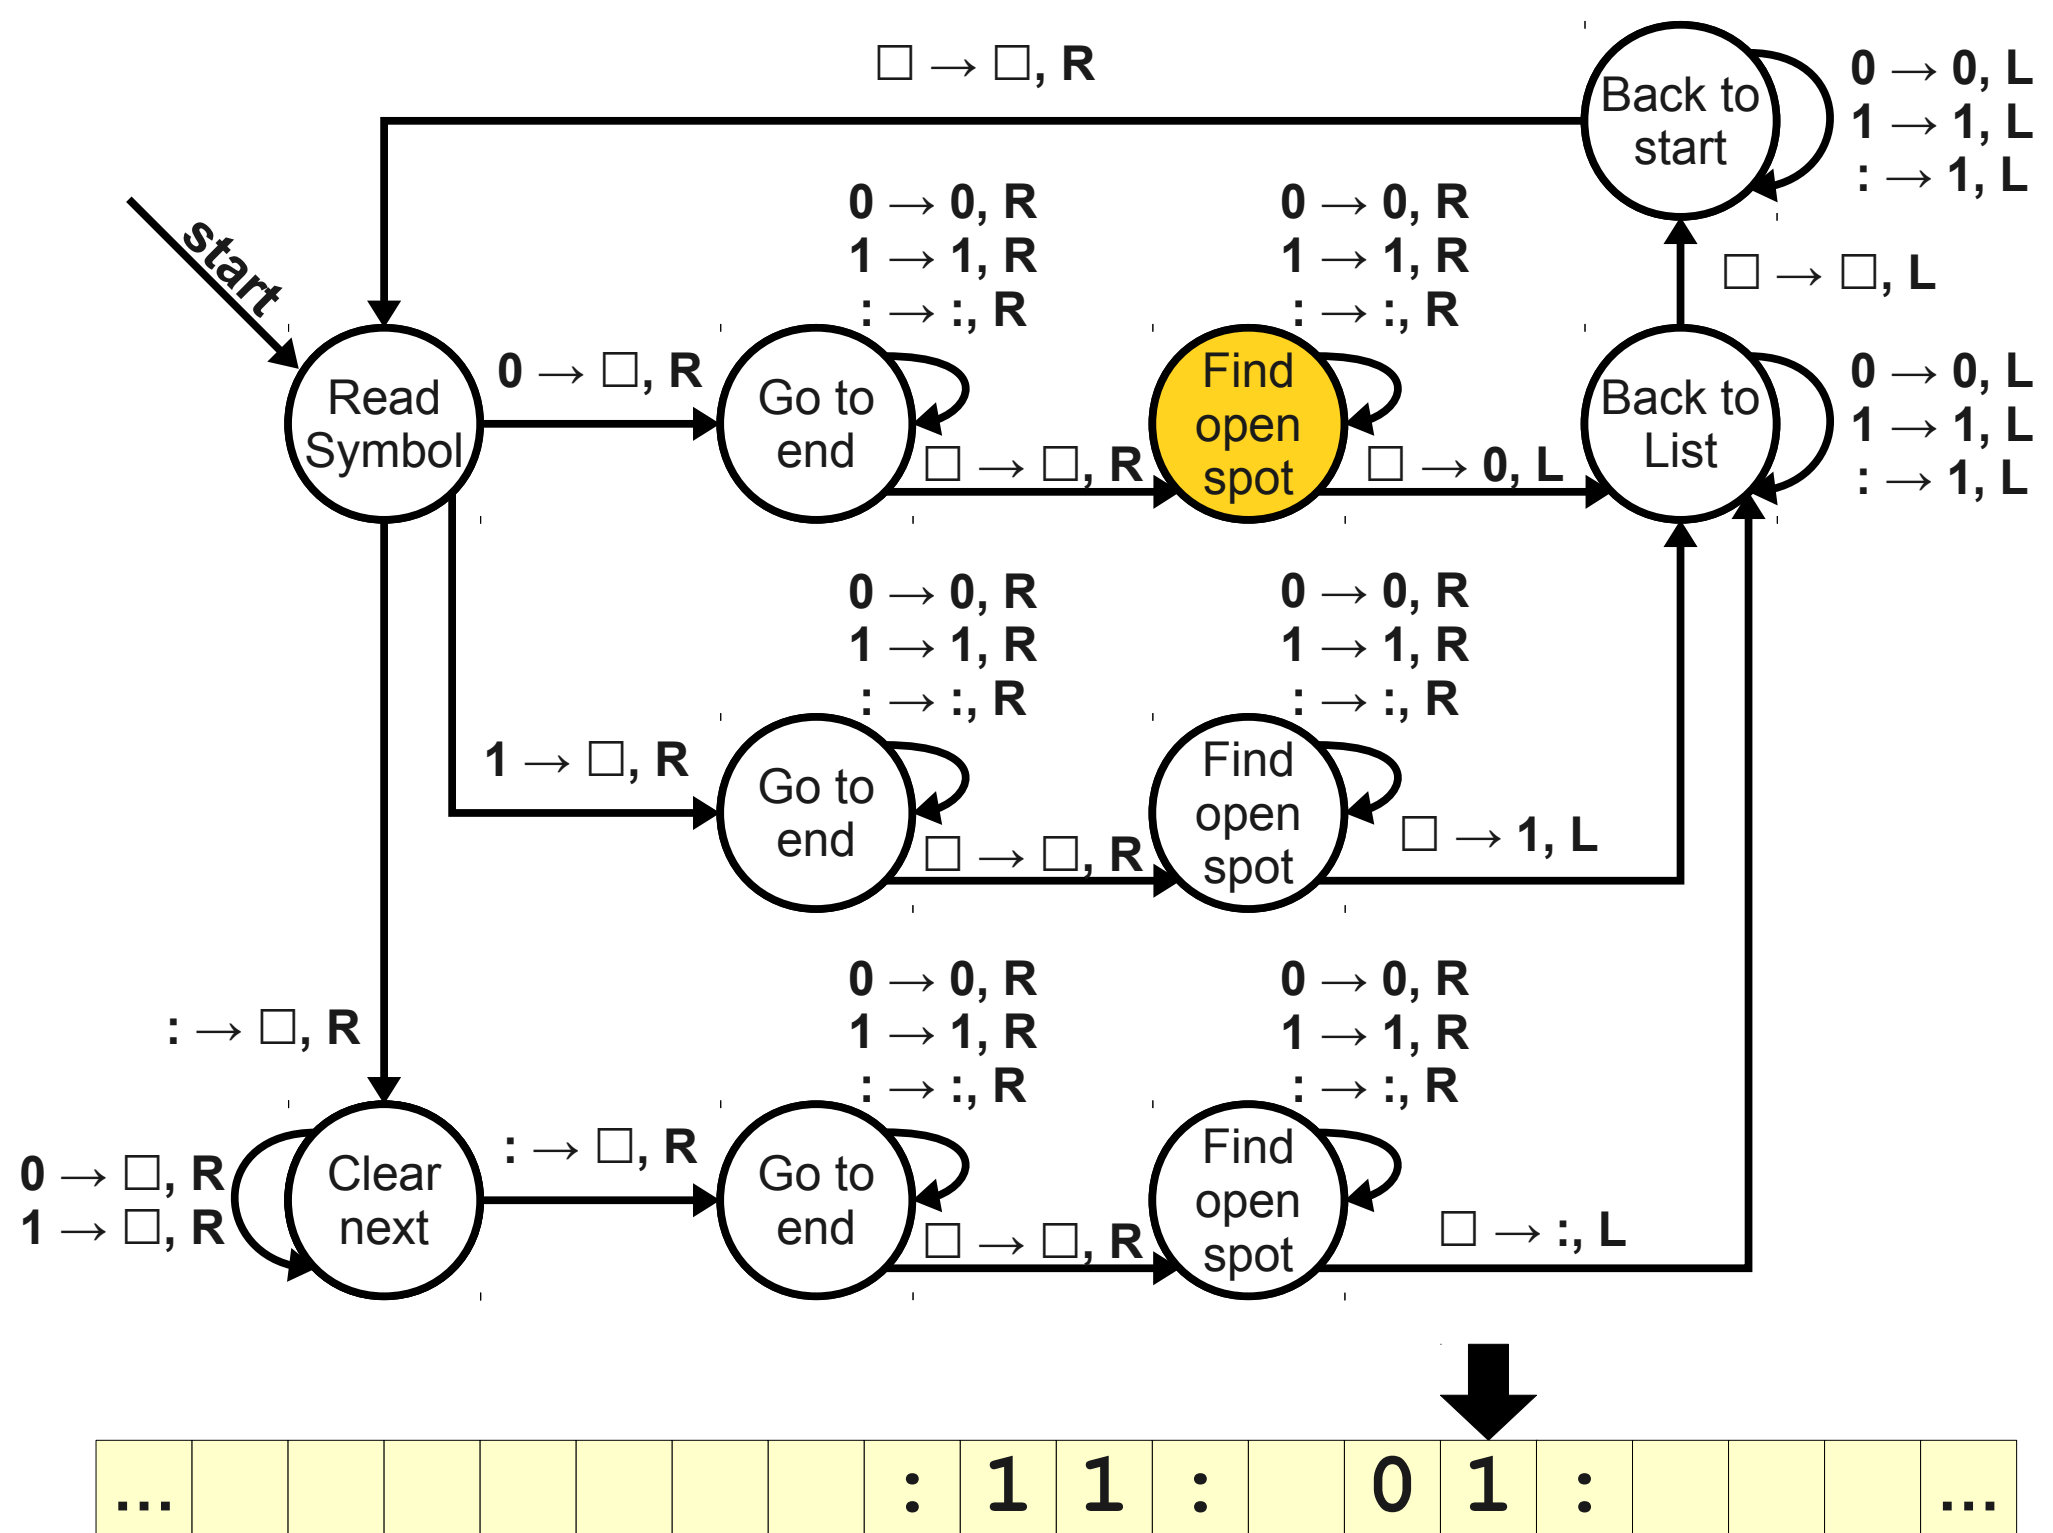 □ → □, R
Back to
start
0 → 0, L
1 → 1, L
: → 1, L
start
0 → 0, R
1 → 1, R
: → :, R
0 → 0, R
1 → 1, R
: → :, R
□ → □, L
Read
Symbol
0 → □, R
Go to
end
□ → □, R
Find
open
spot
□ → 0, L
Back to
List
0 → 0, L
1 → 1, L
: → 1, L
0 → 0, R
1 → 1, R
: → :, R
0 → 0, R
1 → 1, R
: → :, R
1 → □, R
Go to
end
□ → □, R
Find
open
spot
□ → 1, L
: → □, R
0 → 0, R
1 → 1, R
: → :, R
0 → 0, R
1 → 1, R
: → :, R
0 → □, R
1 → □, R
Clear
next
: → □, R
Go to
end
□ → □, R
Find
open
spot
□ → :, L
... : 1 1 : 0 1 : ...